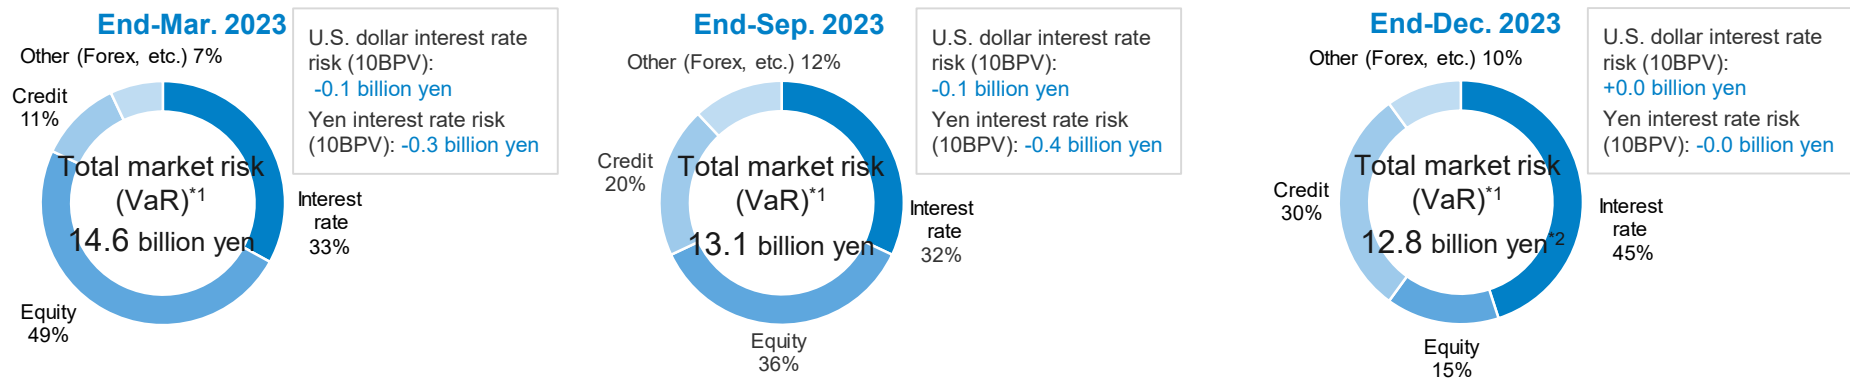 End-Mar. 2023
Other (Forex, etc.) 7%
Credit
11%
Total market risk
(VaR)*1
14.6 billion yen
Interest
rate
33%
Equity
49%
U.S. dollar interest rate
risk (10BPV):
-0.1 billion yen
Yen interest rate risk
(10BPV): -0.3 billion yen
End-Sep. 2023
Other (Forex, etc.) 12%
Credit
20%
Total market risk
(VaR)*1
13.1 billion yen
Interest
rate
32%
Equity
36%
U.S. dollar interest rate
risk (10BPV):
-0.1 billion yen
Yen interest rate risk
(10BPV): -0.4 billion yen
End-Dec. 2023
Other (Forex, etc.) 10%
Credit
30%
Total market risk
(VaR)*1
12.8 billion yen*2
Interest
rate
45%
Equity
15%
U.S. dollar interest rate
risk (10BPV):
+0.0 billion yen
Yen interest rate risk
(10BPV): -0.0 billion yen